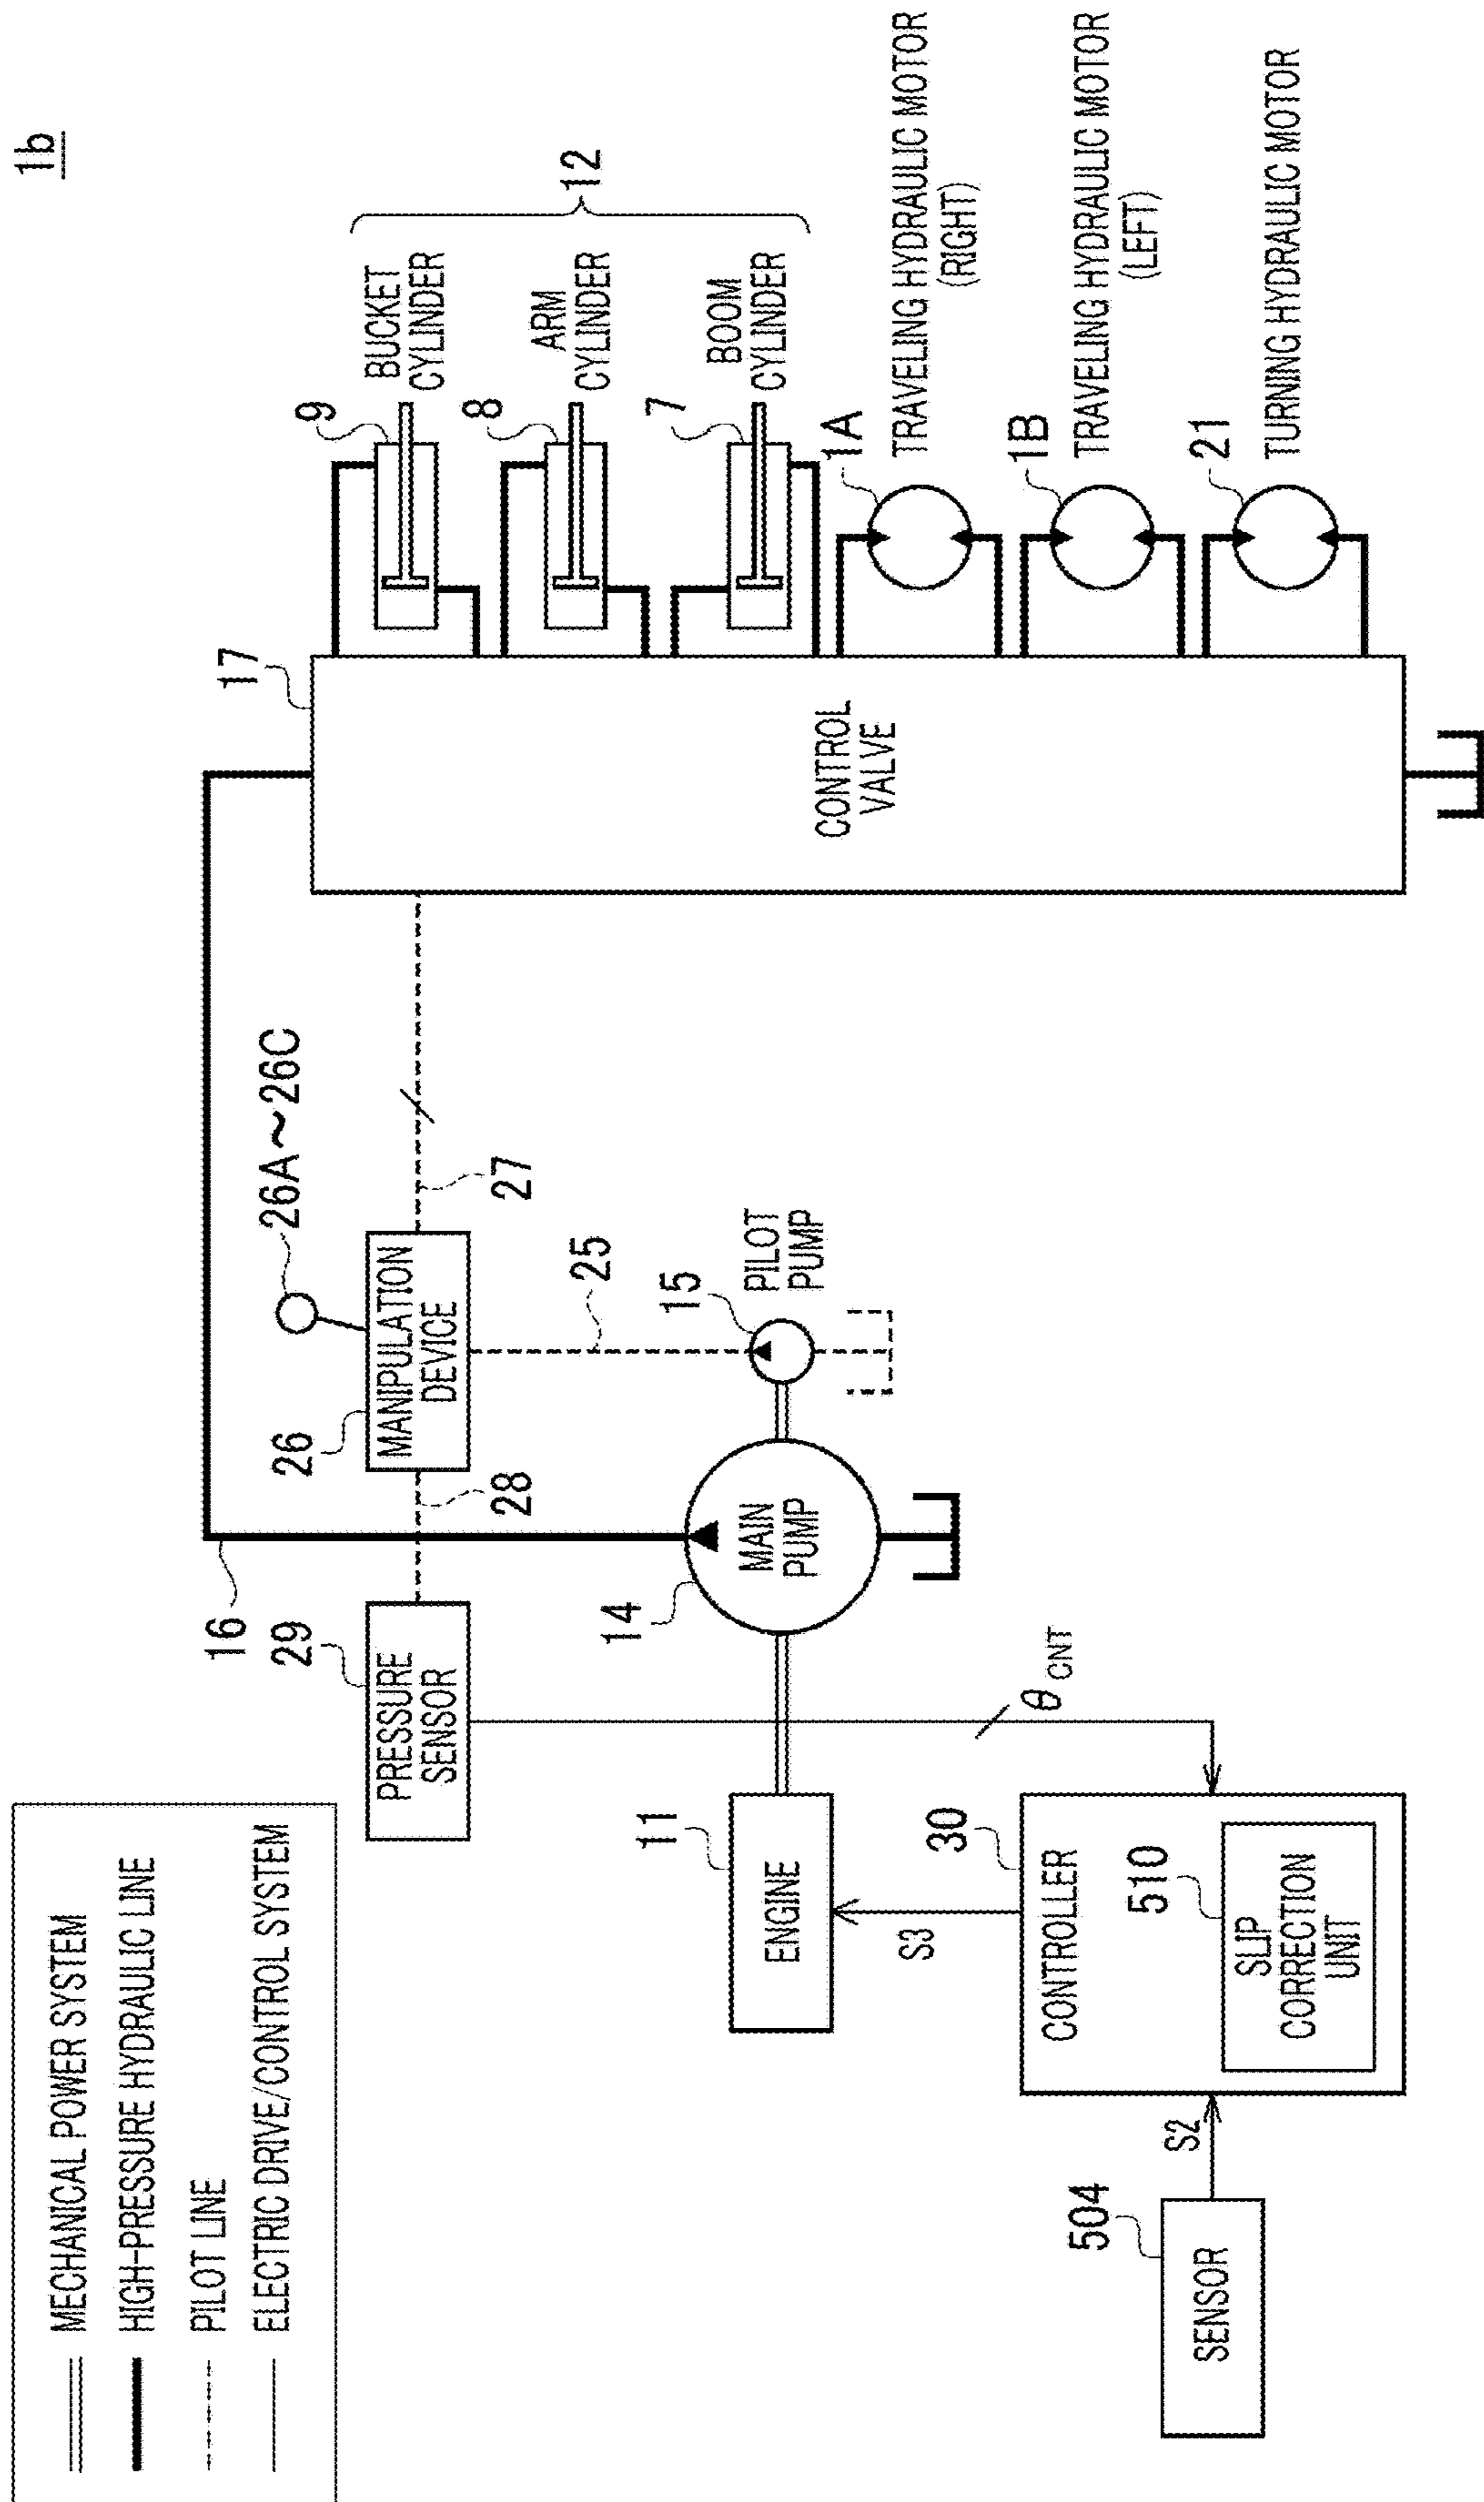 1b
MECHANICAL POWER SYSTEM
HIGH-PRESSURE HYDRAULIC LINE
PILOT LINE
ELECTRIC DRIVE/CONTROL SYSTEM
16
29
PRESSURE
SENSOR
28
26
MANIPULATION
DEVICE
26A~26C
27
25
15
PILOT
PUMP
14
MAIN
PUMP
11
ENGINE
S3
θCNT
30
CONTROLLER
510
SLIP
CORRECTION
UNIT
S2
504
SENSOR
17
CONTROL
VALVE
9
BUCKET
CYLINDER
8
ARM
CYLINDER
7
BOOM
CYLINDER
12
1A
TRAVELING HYDRAULIC MOTOR
(RIGHT)
1B
TRAVELING HYDRAULIC MOTOR
(LEFT)
21
TURNING HYDRAULIC MOTOR